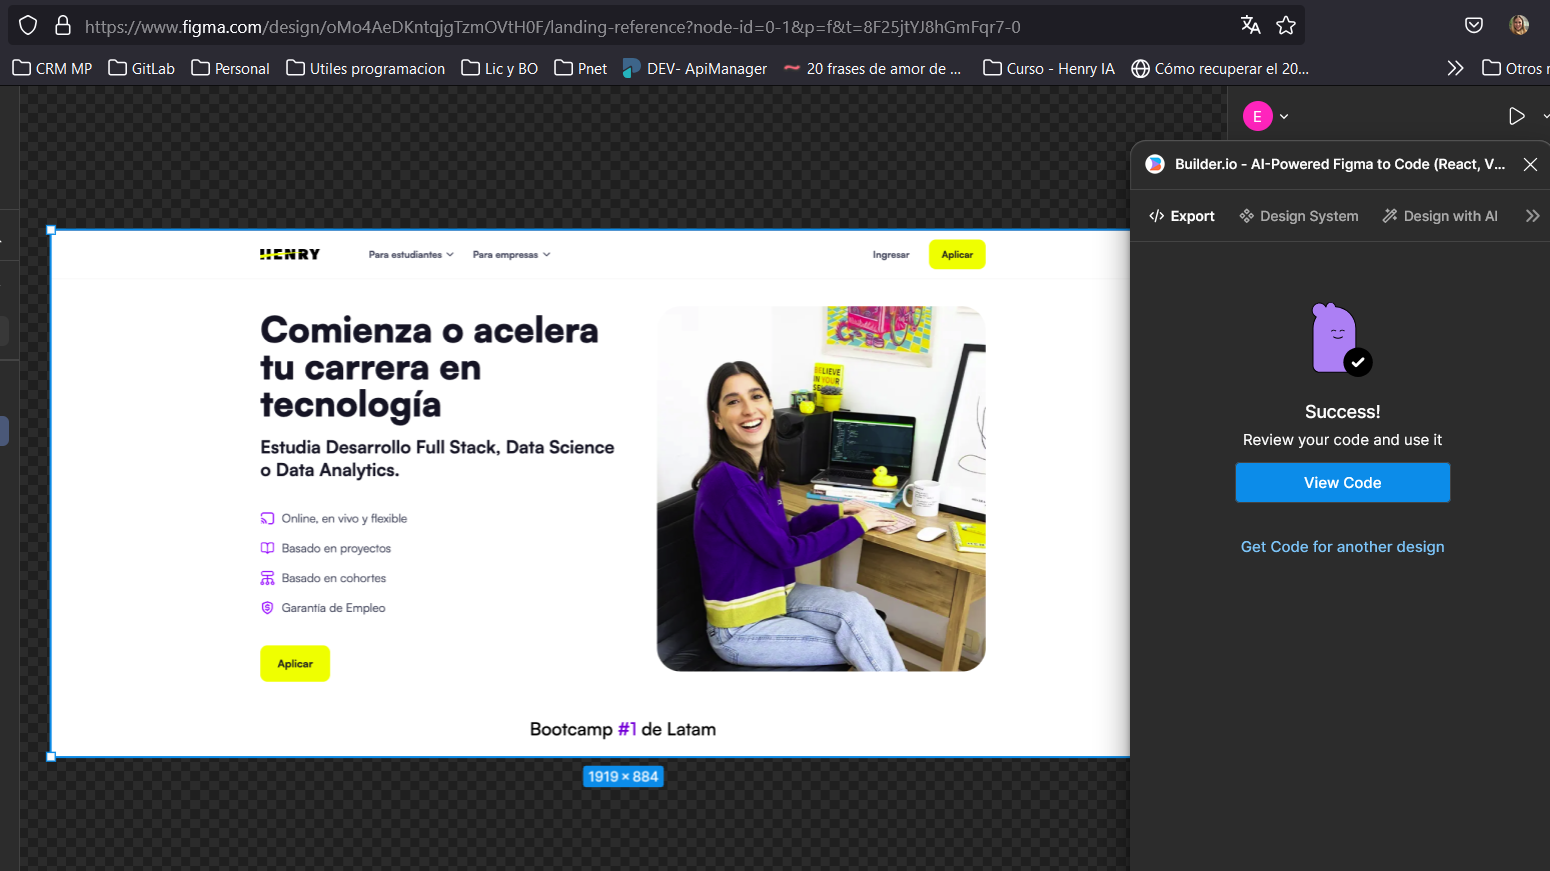 https://www.figma.com/design/oMo4AeDKntqjgTzmOVtH0F/landing-reference?node-id=0-1&p=f&t=8F25jtYJ8hGmFqr7-0
CRM MP GitLab Personal Utiles programacion Lic y BO Pnet DEV- ApiManager 20 frases de amor de ... Curso - Henry IA Cómo recuperar el 20... Otros
E
Builder.io - AI-Powered Figma to Code (React, V...
Export Design System Design with AI
HENRY Para estudiantes Para empresas Ingresar Aplicar
Comienza o acelera
tu carrera en
tecnología
Estudia Desarrollo Full Stack, Data Science
o Data Analytics.
Online, en vivo y flexible
Basado en proyectos
Basado en cohortes
Garantía de Empleo
Aplicar
BELIEVE
IN YOUR
Bootcamp #1 de Latam
1919 × 884
Success!
Review your code and use it
View Code
Get Code for another design